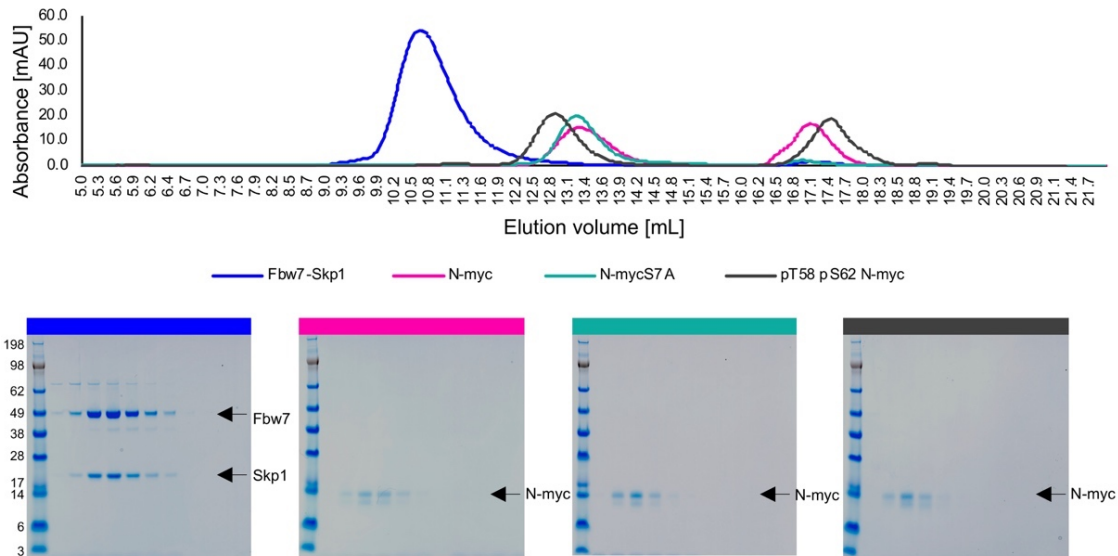 60.0
50.0
40.0
30.0
20.0
10.0
0.0
Absorbance [mAU]
5.0 5.3 5.6 5.9 6.2 6.4 6.7 7.0 7.3 7.6 7.9 8.2 8.5 8.7 9.0 9.3 9.6 9.9 10.2 10.5 10.8 11.1 11.3 11.6 11.9 12.2 12.5 12.8 13.1 13.4 13.6 13.9 14.2 14.5 14.8 15.1 15.4 15.7 16.0 16.2 16.5 16.8 17.1 17.4 17.7 18.0 18.3 18.5 18.8 19.1 19.4 19.7 20.0 20.3 20.6 20.9 21.1 21.4 21.7
Elution volume [mL]
Fbw7-Skp1 N-myc N-mycS7A pT58 pS62 N-myc
198
98
62
49 Fbw7
38
28
17 Skp1
14 N-myc N-myc N-myc
6
3